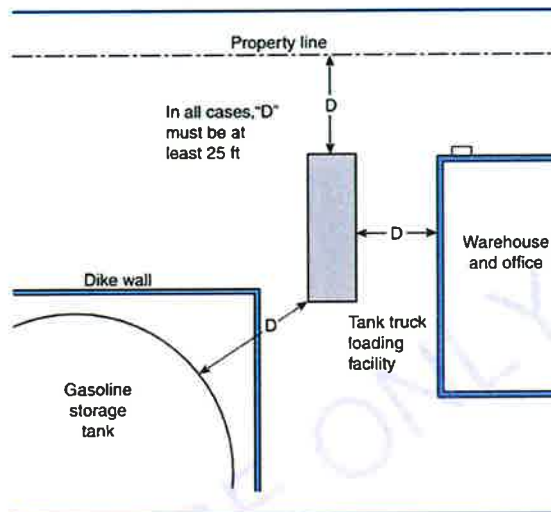 Property line
D
In all cases,"D"
must be at
least 25 ft
D
Warehouse
and office
Dike wall
D
Tank truck
loading
facility
Gasoline
storage
tank
E ONLY